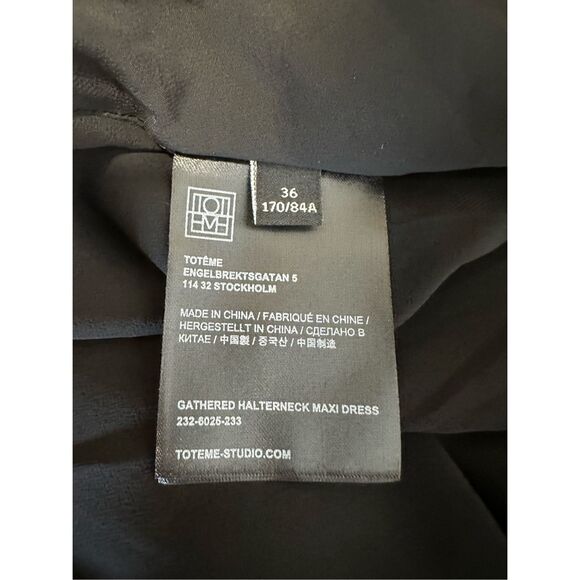 36
170/84A
TOTEME
TOTÊME
ENGELBREKTSGATAN 5
114 32 STOCKHOLM
MADE IN CHINA / FABRIQUÉ EN CHINE /
HERGESTELLT IN CHINA / СДЕЛАНО В
КИТАЕ / 中国製 / 중국산 / 中国制造
GATHERED HALTERNECK MAXI DRESS
232-6025-233
TOTEME-STUDIO.COM